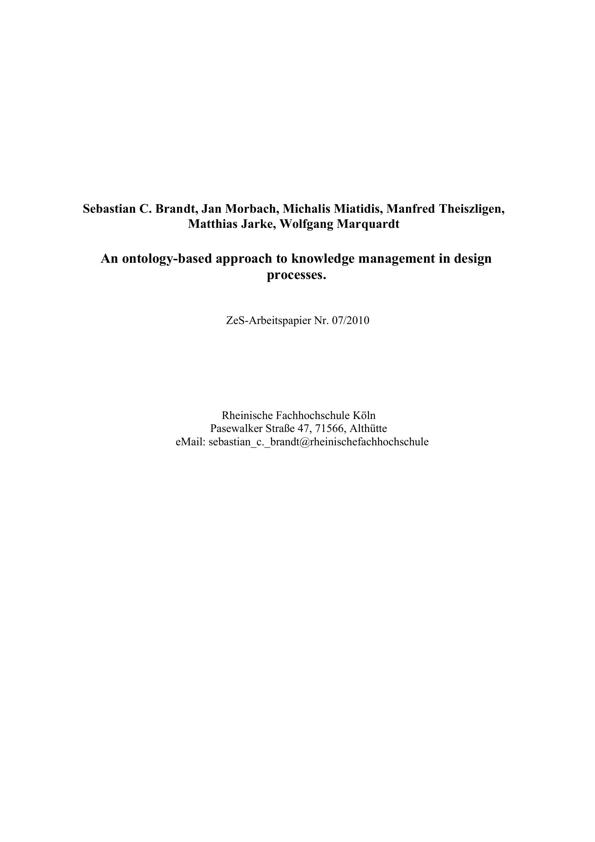 Sebastian C. Brandt, Jan Morbach, Michalis Miatidis, Manfred Theiszligen,
Matthias Jarke, Wolfgang Marquardt
An ontology-based approach to knowledge management in design
processes.
ZeS-Arbeitspapier Nr. 07/2010
Rheinische Fachhochschule Köln
Pasewalker Straße 47, 71566, Althütte
eMail: sebastian_c._brandt@rheinischefachhochschule